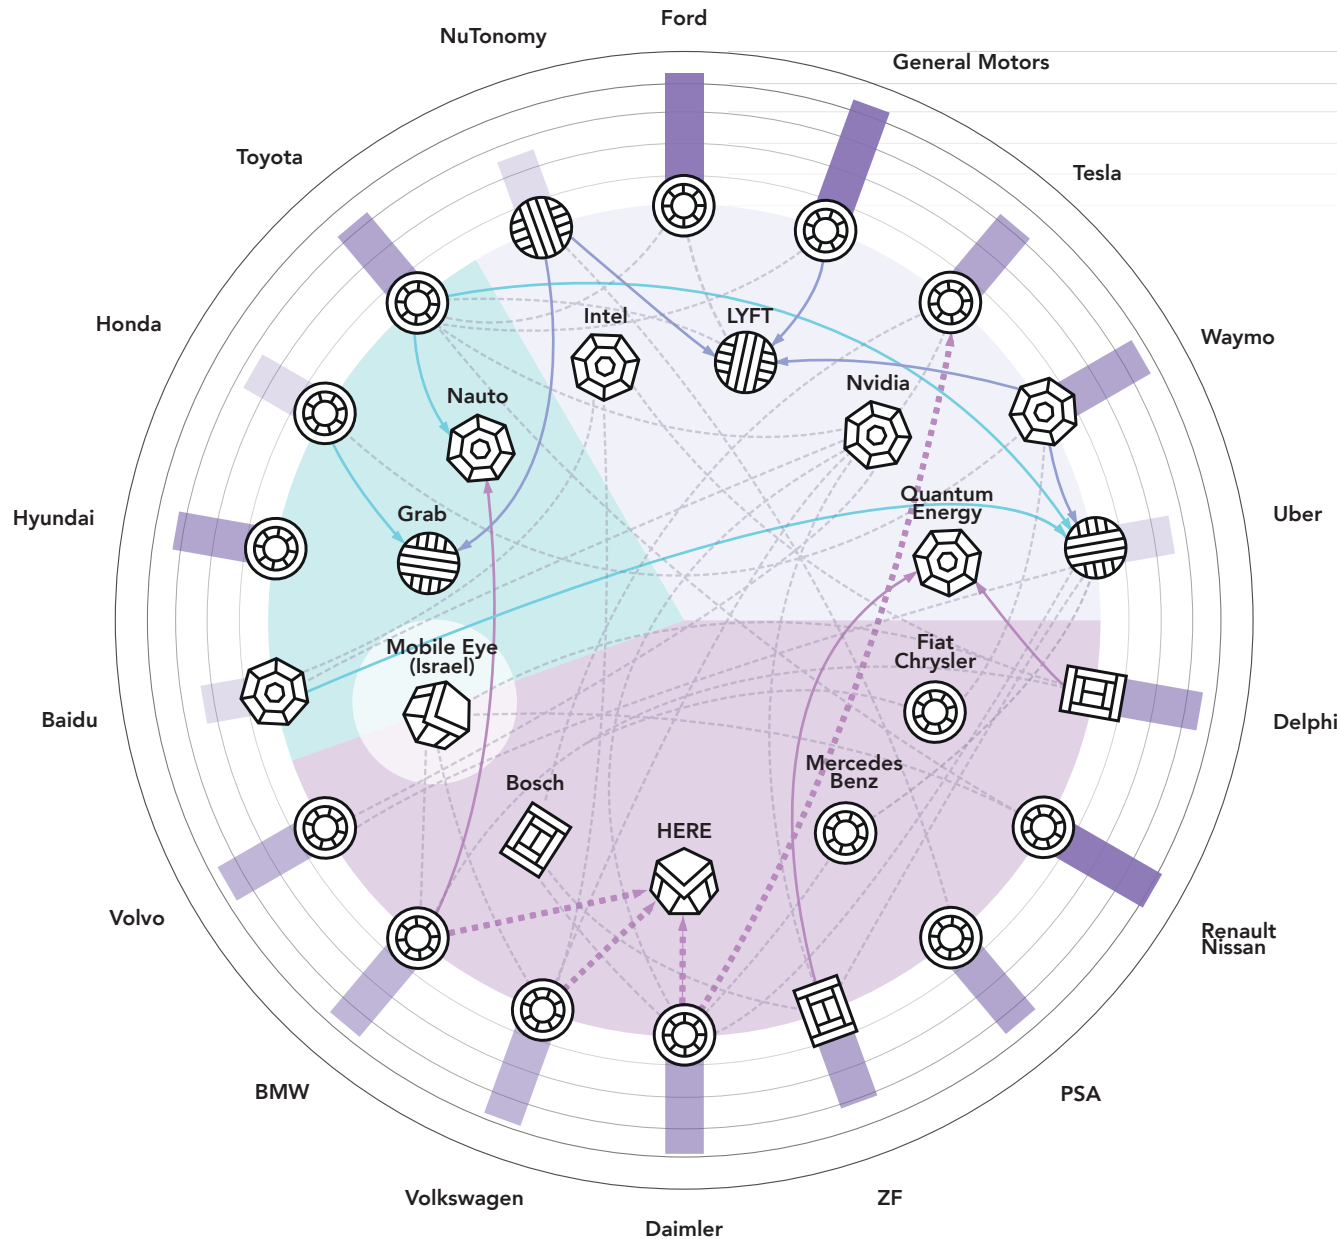 Ford
NuTonomy
General Motors
Toyota
Tesla
Honda
Intel
LYFT
Waymo
Nvidia
Nauto
Quantum
Energy
Hyundai
Grab
Uber
Mobile Eye
(Israel)
Fiat
Chrysler
Baidu
Delphi
Mercedes
Benz
Bosch
HERE
Volvo
Renault
Nissan
BMW
PSA
Volkswagen
ZF
Daimler